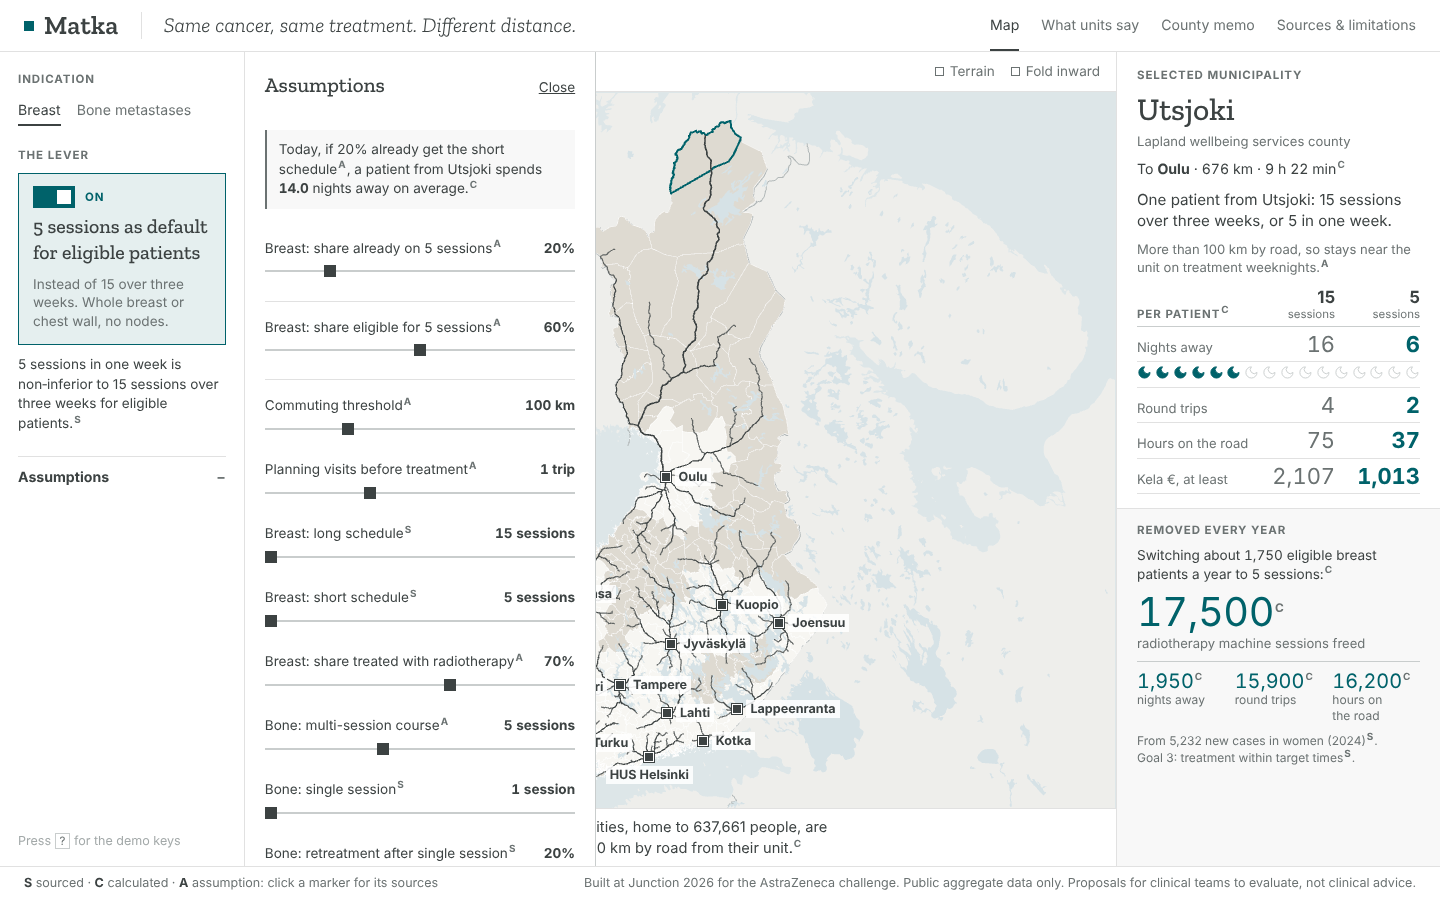 Matka
Same cancer, same treatment. Different distance.
Map
What units say
County memo
Sources & limitations
INDICATION
Breast
Bone metastases
THE LEVER
ON
5 sessions as default
for eligible patients
Instead of 15 over three
weeks. Whole breast or
chest wall, no nodes.
5 sessions in one week is
non-inferior to 15 sessions over
three weeks for eligible
patients.S
Assumptions –
Press ? for the demo keys
Assumptions
Close
Today, if 20% already get the short
scheduleA, a patient from Utsjoki spends
14.0 nights away on average.C
Breast: share already on 5 sessionsA 20%
Breast: share eligible for 5 sessionsA 60%
Commuting thresholdA 100 km
Planning visits before treatmentA 1 trip
Breast: long scheduleS 15 sessions
Breast: short scheduleS 5 sessions
Breast: share treated with radiotherapyA 70%
Bone: multi-session courseA 5 sessions
Bone: single sessionS 1 session
Bone: retreatment after single sessionS 20%
Terrain
Fold inward
Oulu
asa
Kuopio
Joensuu
Jyväskylä
ri
Tampere
Lahti
Lappeenranta
Turku
Kotka
HUS Helsinki
ities, home to 637,661 people, are
0 km by road from their unit.C
SELECTED MUNICIPALITY
Utsjoki
Lapland wellbeing services county
To Oulu · 676 km · 9 h 22 minC
One patient from Utsjoki: 15 sessions
over three weeks, or 5 in one week.
More than 100 km by road, so stays near the
unit on treatment weeknights.A
PER PATIENTC 15 sessions 5 sessions
Nights away 16 6
Round trips 4 2
Hours on the road 75 37
Kela €, at least 2,107 1,013
REMOVED EVERY YEAR
Switching about 1,750 eligible breast
patients a year to 5 sessions:C
17,500C
radiotherapy machine sessions freed
1,950C 15,900C 16,200C
nights away round trips hours on
the road
From 5,232 new cases in women (2024)S.
Goal 3: treatment within target timesS.
S sourced · C calculated · A assumption: click a marker for its sources
Built at Junction 2026 for the AstraZeneca challenge. Public aggregate data only. Proposals for clinical teams to evaluate, not clinical advice.